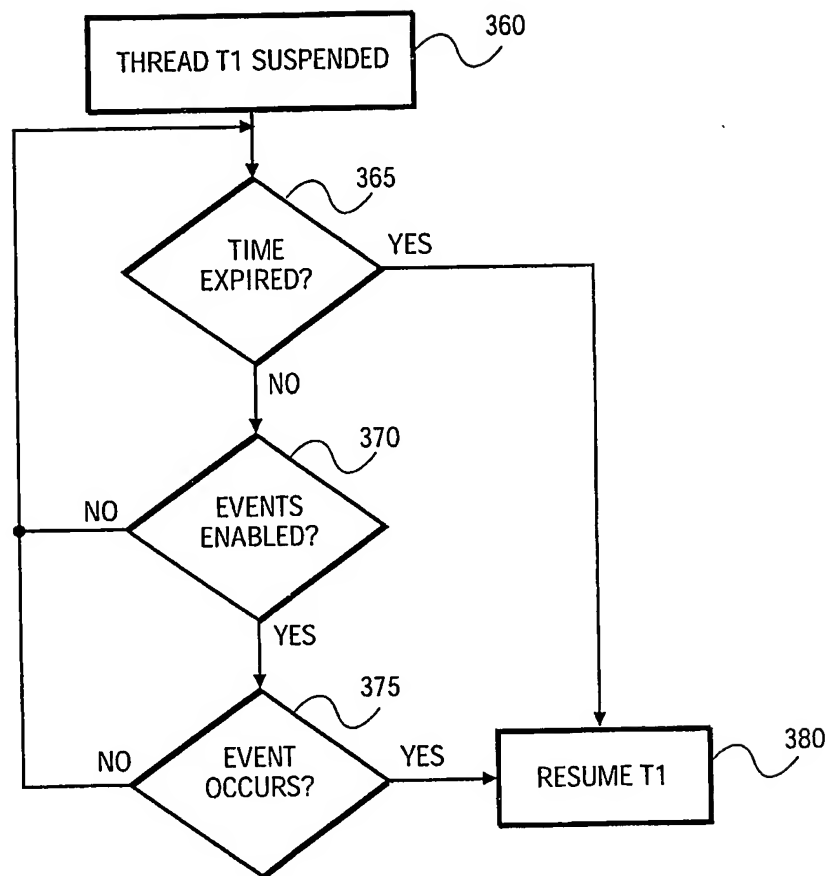 THREAD T1 SUSPENDED
360
365
TIME
EXPIRED?
YES
NO
370
EVENTS
ENABLED?
NO
YES
375
EVENT
OCCURS?
NO
YES
RESUME T1
380